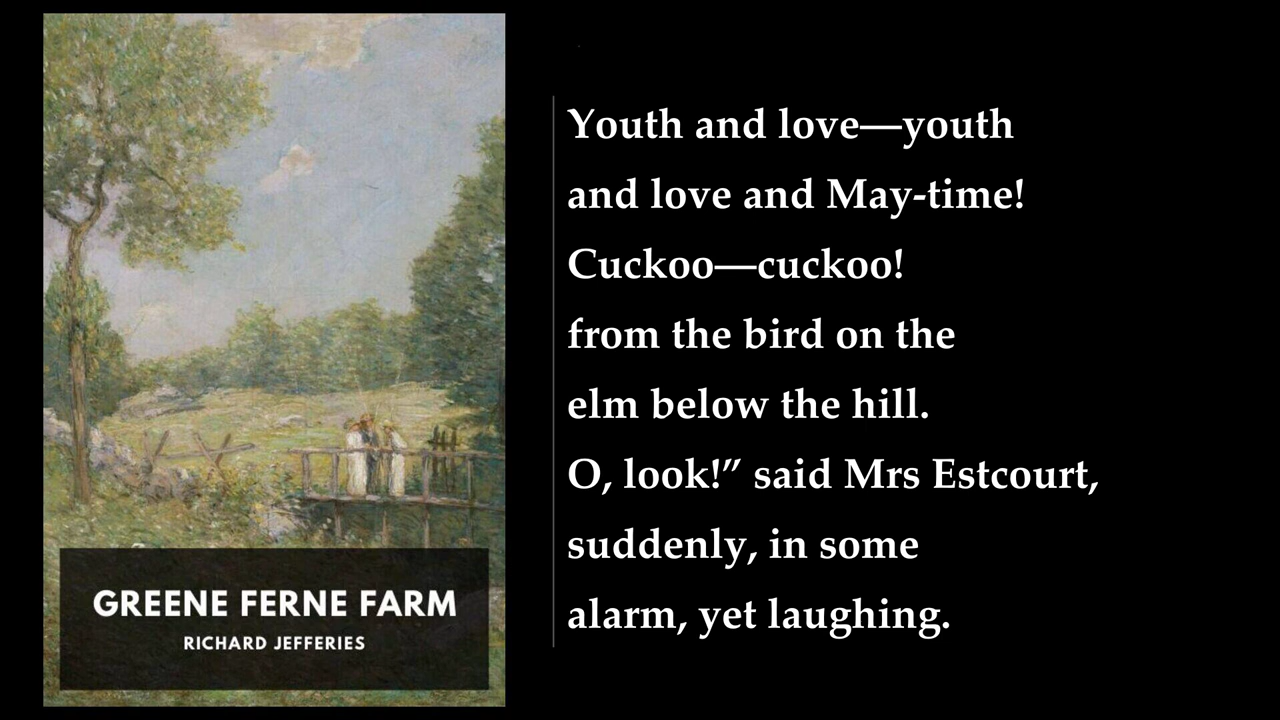 GREENE FERNE FARM
RICHARD JEFFERIES
Youth and love—youth
and love and May-time!
Cuckoo—cuckoo!
from the bird on the
elm below the hill.
O, look!” said Mrs Estcourt,
suddenly, in some
alarm, yet laughing.